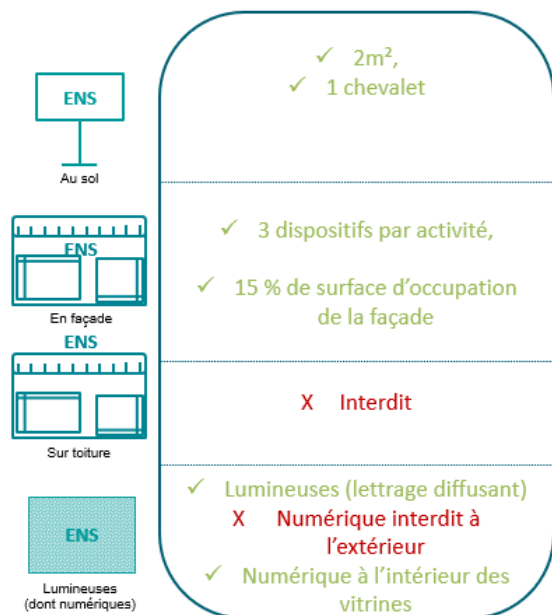 ✓ 2m²,
✓ 1 chevalet
ENS
Au sol
ENS
✓ 3 dispositifs par activité,
✓ 15 % de surface d'occupation
de la façade
En façade
ENS
X Interdit
Sur toiture
✓ Lumineuses (lettrage diffusant)
X Numérique interdit à
l'extérieur
✓ Numérique à l'intérieur des
vitrines
ENS
Lumineuses
(dont numériques)